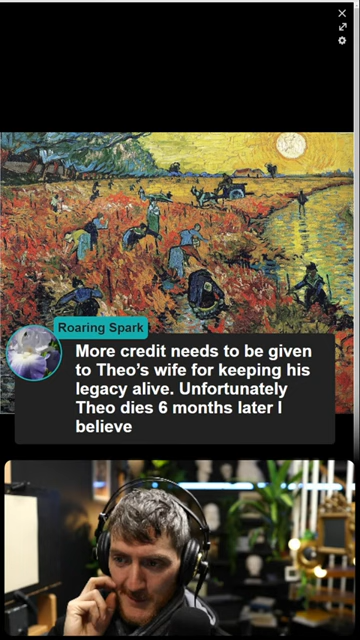 Roaring Spark
More credit needs to be given
to Theo's wife for keeping his
legacy alive. Unfortunately
Theo dies 6 months later I
believe